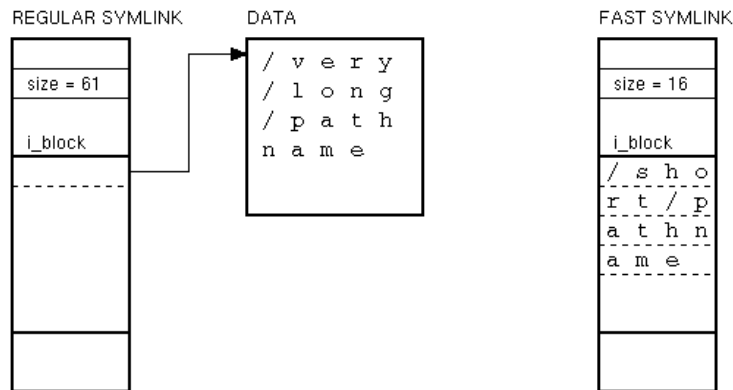 REGULAR SYMLINK
size = 61
i_block
DATA
/ v e r y
/ l o n g
/ p a t h
n a m e
FAST SYMLINK
size = 16
i_block
/ s h o
r t / p
a t h n
a m e